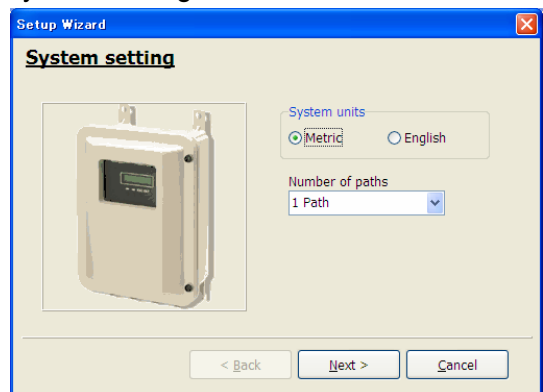 Setup Wizard
System setting
System units
Metric
English
Number of paths
1 Path
< Back
Next >
Cancel